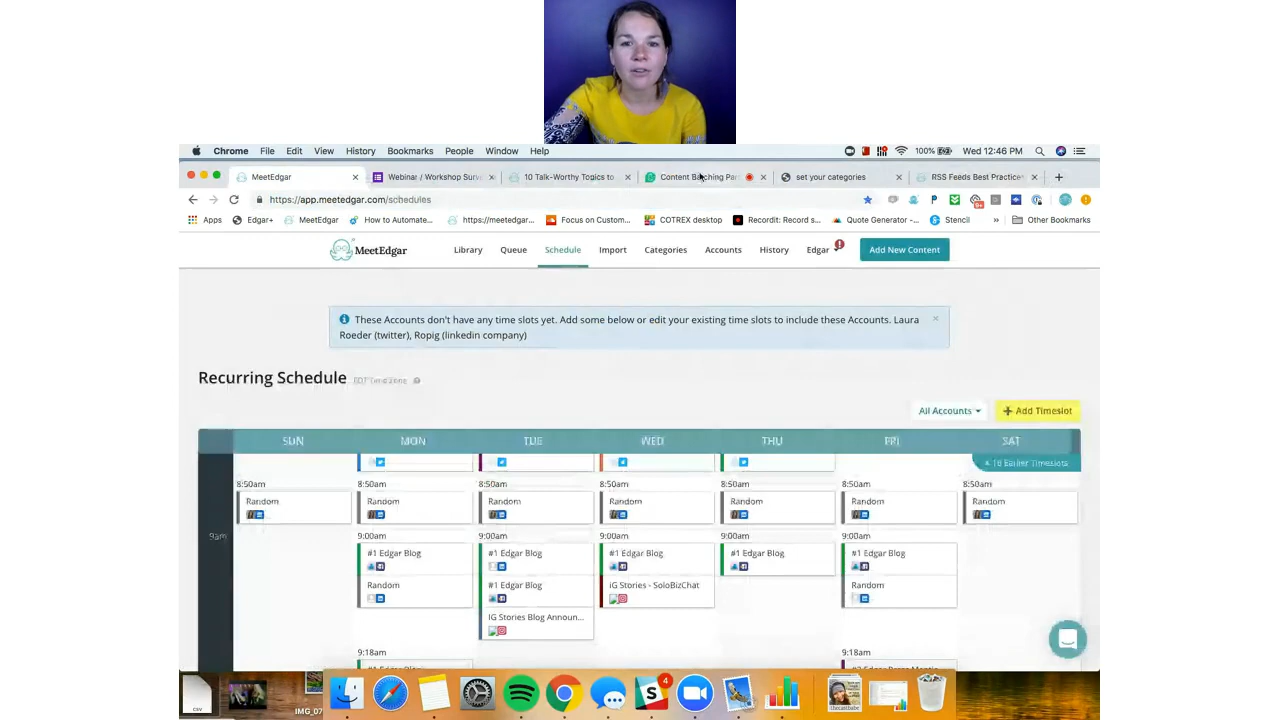 Chrome File Edit View History Bookmarks People Window Help 100% Wed 12:46 PM
MeetEdgar Webinar / Workshop Surv 10 Talk-Worthy Topics to Content Batching Par set your categories RSS Feeds Best Practice
https://app.meetedgar.com/schedules
Apps Edgar+ MeetEdgar How to Automate... https://meetedgar... Focus on Custom... COTREX desktop Recordit: Record s... Quote Generator -... Stencil » Other Bookmarks
MeetEdgar Library Queue Schedule Import Categories Accounts History Edgar Add New Content
These Accounts don't have any time slots yet. Add some below or edit your existing time slots to include these Accounts. Laura
Roeder (twitter), Ropig (linkedin company)
Recurring Schedule
All Accounts + Add Timeslot
SUN MON TUE WED THU FRI SAT
10 Earlier Timeslots
8:50am 8:50am 8:50am 8:50am 8:50am 8:50am 8:50am
Random Random Random Random Random Random Random
9am 9:00am 9:00am 9:00am 9:00am 9:00am
#1 Edgar Blog #1 Edgar Blog #1 Edgar Blog #1 Edgar Blog #1 Edgar Blog
Random #1 Edgar Blog IG Stories - SoloBizChat Random
IG Stories Blog Announ...
9:18am 9:18am
4
CSV IMG_07